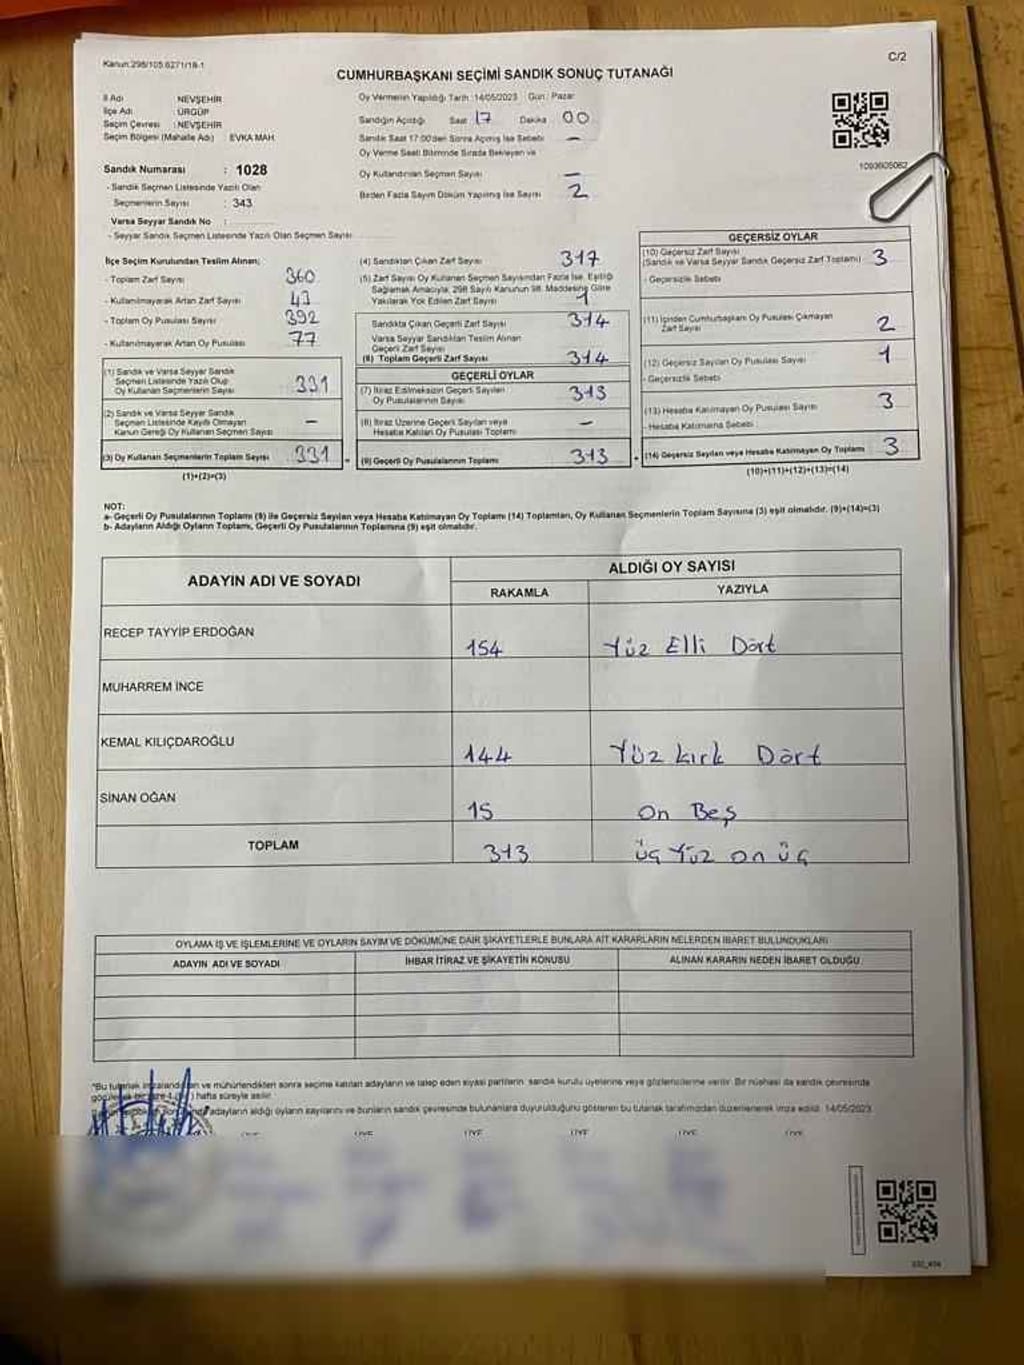 Kanun:298/105.6271/18-1
C/2
CUMHURBAŞKANI SEÇİMİ SANDIK SONUÇ TUTANAĞI
İl Adı NEVŞEHİR
İlçe Adı ÜRGÜP
Seçim Çevresi : NEVŞEHİR
Seçim Bölgesi (Mahalle Adı) EVKA MAH.
Sandık Numarası : 1028
- Sandık Seçmen Listesinde Yazılı Olan
Seçmenlerin Sayısı : 343
Varsa Seyyar Sandık No :
- Seyyar Sandık Seçmen Listesinde Yazılı Olan Seçmen Sayısı
Oy Vermenin Yapıldığı Tarih :14/05/2023 Gün : Pazar
Sandığın Açıldığı Saat 17 Dakika 00
Sandık Saat 17:00'den Sonra Açılmış İse Sebebi —
Oy Verme Saati Bitiminde Sırada Bekleyen ve
Oy Kullandırılan Seçmen Sayısı —
Birden Fazla Sayım Döküm Yapılmış İse Sayısı 2
1093605062
İlçe Seçim Kurulundan Teslim Alınan;
- Toplam Zarf Sayısı 360
- Kullanılmayarak Artan Zarf Sayısı 43
- Toplam Oy Pusulası Sayısı 392
- Kullanılmayarak Artan Oy Pusulası 77
(1) Sandık ve Varsa Seyyar Sandık
Seçmen Listesinde Yazılı Olup
Oy Kullanan Seçmenlerin Sayısı 331
(2) Sandık ve Varsa Seyyar Sandık
Seçmen Listesinde Kayıtlı Olmayan
Kanun Gereği Oy Kullanan Seçmen Sayısı –
(3) Oy Kullanan Seçmenlerin Toplam Sayısı 331
(1)+(2)=(3)
(4) Sandıktan Çıkan Zarf Sayısı 317
(5) Zarf Sayısı Oy Kullanan Seçmen Sayısından Fazla İse, Eşitliği
Sağlamak Amacıyla, 298 Sayılı Kanunun 98. Maddesine Göre
Yakılarak Yok Edilen Zarf Sayısı 1
Sandıkta Çıkan Geçerli Zarf Sayısı 314
Varsa Seyyar Sandıktan Teslim Alınan
Geçerli Zarf Sayısı
(6) Toplam Geçerli Zarf Sayısı 314
GEÇERLİ OYLAR
(7) İtiraz Edilmeksizin Geçerli Sayılan
Oy Pusulalarının Sayısı 313
(8) İtiraz Üzerine Geçerli Sayılan veya
Hesaba Katılan Oy Pusulası Toplamı –
(9) Geçerli Oy Pusulalarının Toplamı 313
GEÇERSİZ OYLAR
(10) Geçersiz Zarf Sayısı
(Sandık ve Varsa Seyyar Sandık Geçersiz Zarf Toplamı) 3
- Geçersizlik Sebebi
(11) İçinden Cumhurbaşkanı Oy Pusulası Çıkmayan
Zarf Sayısı 2
(12) Geçersiz Sayılan Oy Pusulası Sayısı 1
- Geçersizlik Sebebi
(13) Hesaba Katılmayan Oy Pusulası Sayısı 3
- Hesaba Katılmama Sebebi
(14) Geçersiz Sayılan veya Hesaba Katılmayan Oy Toplamı 3
(10)+(11)+(12)+(13)=(14)
NOT:
a- Geçerli Oy Pusulalarının Toplamı (9) ile Geçersiz Sayılan veya Hesaba Katılmayan Oy Toplamı (14) Toplamları, Oy Kullanan Seçmenlerin Toplam Sayısına (3) eşit olmalıdır. (9)+(14)=(3)
b- Adayların Aldığı Oyların Toplamı, Geçerli Oy Pusulalarının Toplamına (9) eşit olmalıdır.
ADAYIN ADI VE SOYADI
ALDIĞI OY SAYISI
RAKAMLA YAZIYLA
RECEP TAYYİP ERDOĞAN 154 Yüz Elli Dört
MUHARREM İNCE
KEMAL KILIÇDAROĞLU 144 Yüz kırk Dört
SİNAN OĞAN 15 On Beş
TOPLAM 313 üç Yüz on üç
OYLAMA İŞ VE İŞLEMLERİNE VE OYLARIN SAYIM VE DÖKÜMÜNE DAİR ŞİKAYETLERLE BUNLARA AİT KARARLARIN NELERDEN İBARET BULUNDUKLARI
ADAYIN ADI VE SOYADI İHBAR İTİRAZ VE ŞİKAYETİN KONUSU ALINAN KARARIN NEDEN İBARET OLDUĞU
*Bu tutanak imzalandıktan ve mühürlendikten sonra seçime katılan adayların ve talep eden siyasi partilerin sandık kurulu üyelerine veya gözlemcilerine verilir. Bir nüshası da sandık çevresinde
hafta süreyle asılır.
adayların aldığı oyların sayılarını ve bunların sandık çevresinde bulunanlara duyurulduğunu gösteren bu tutanak tarafımızdan düzenlenerek imza edildi. 14/05/2023
ÜYE ÜYE ÜYE ÜYE ÜYE ÜYE